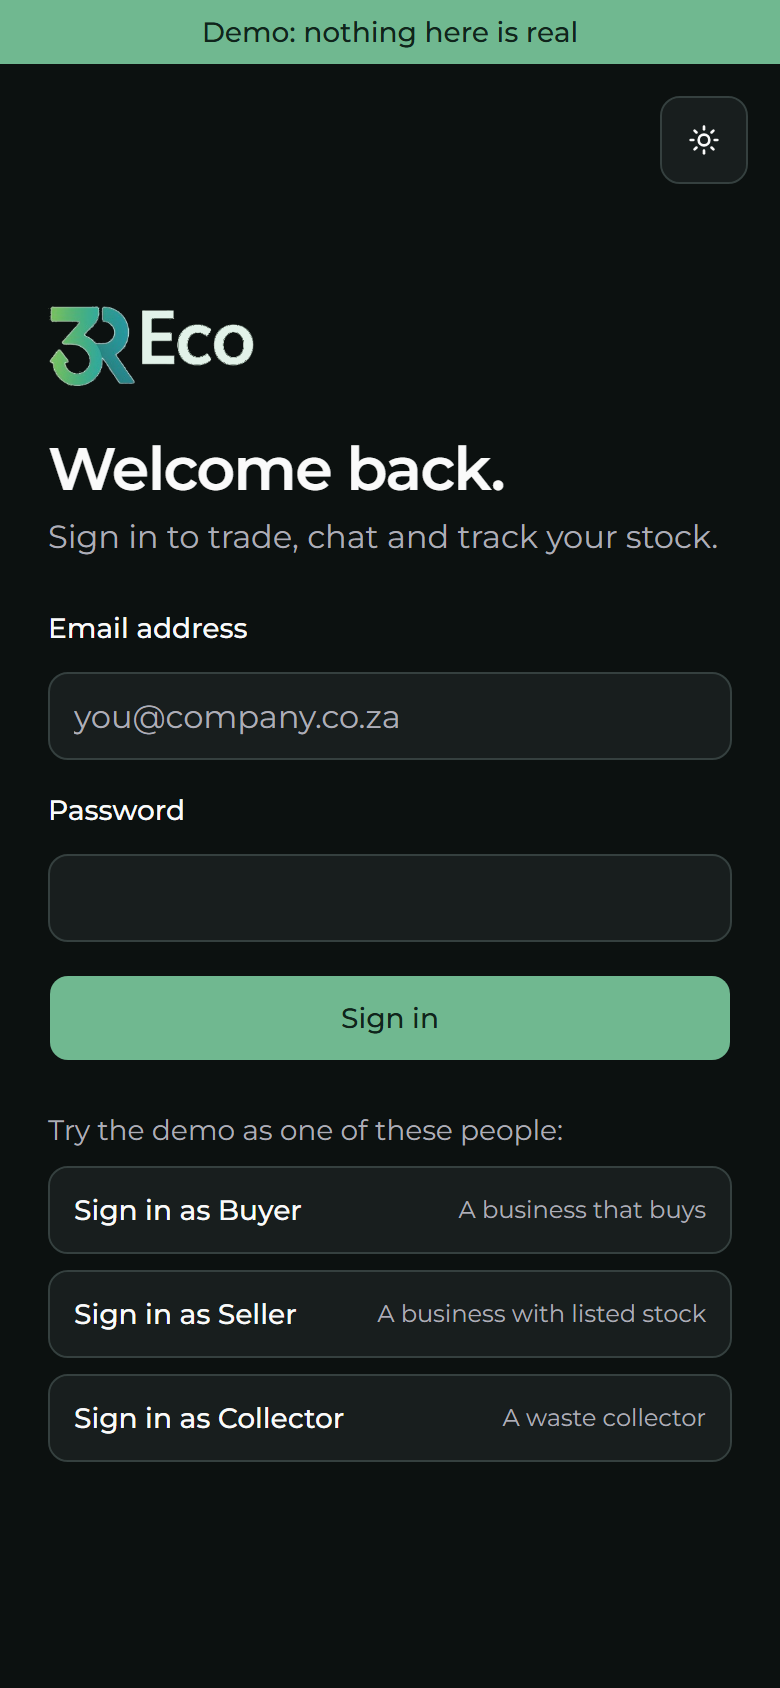 Demo: nothing here is real
3R Eco
Welcome back.
Sign in to trade, chat and track your stock.
Email address
you@company.co.za
Password
Sign in
Try the demo as one of these people:
Sign in as Buyer A business that buys
Sign in as Seller A business with listed stock
Sign in as Collector A waste collector